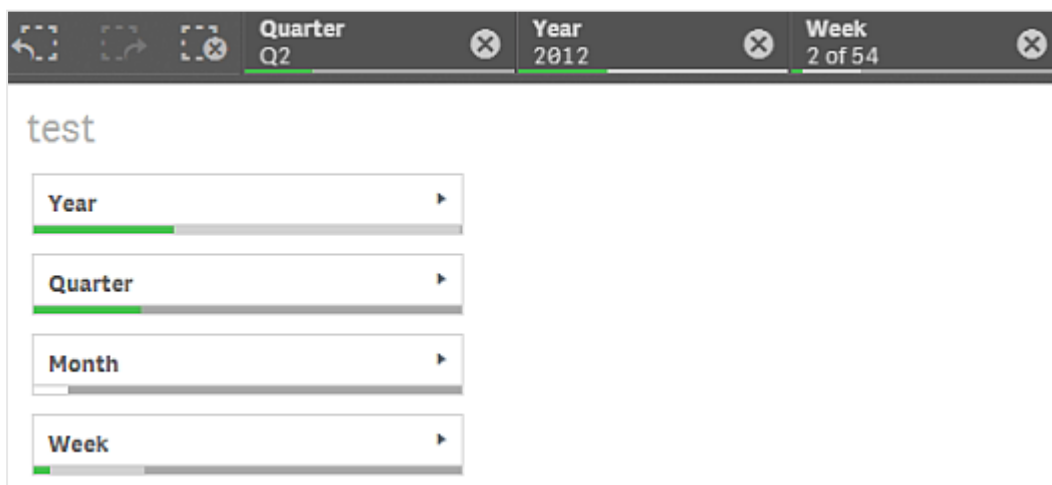 Quarter
Q2
Year
2012
Week
2 of 54
test
Year
Quarter
Month
Week